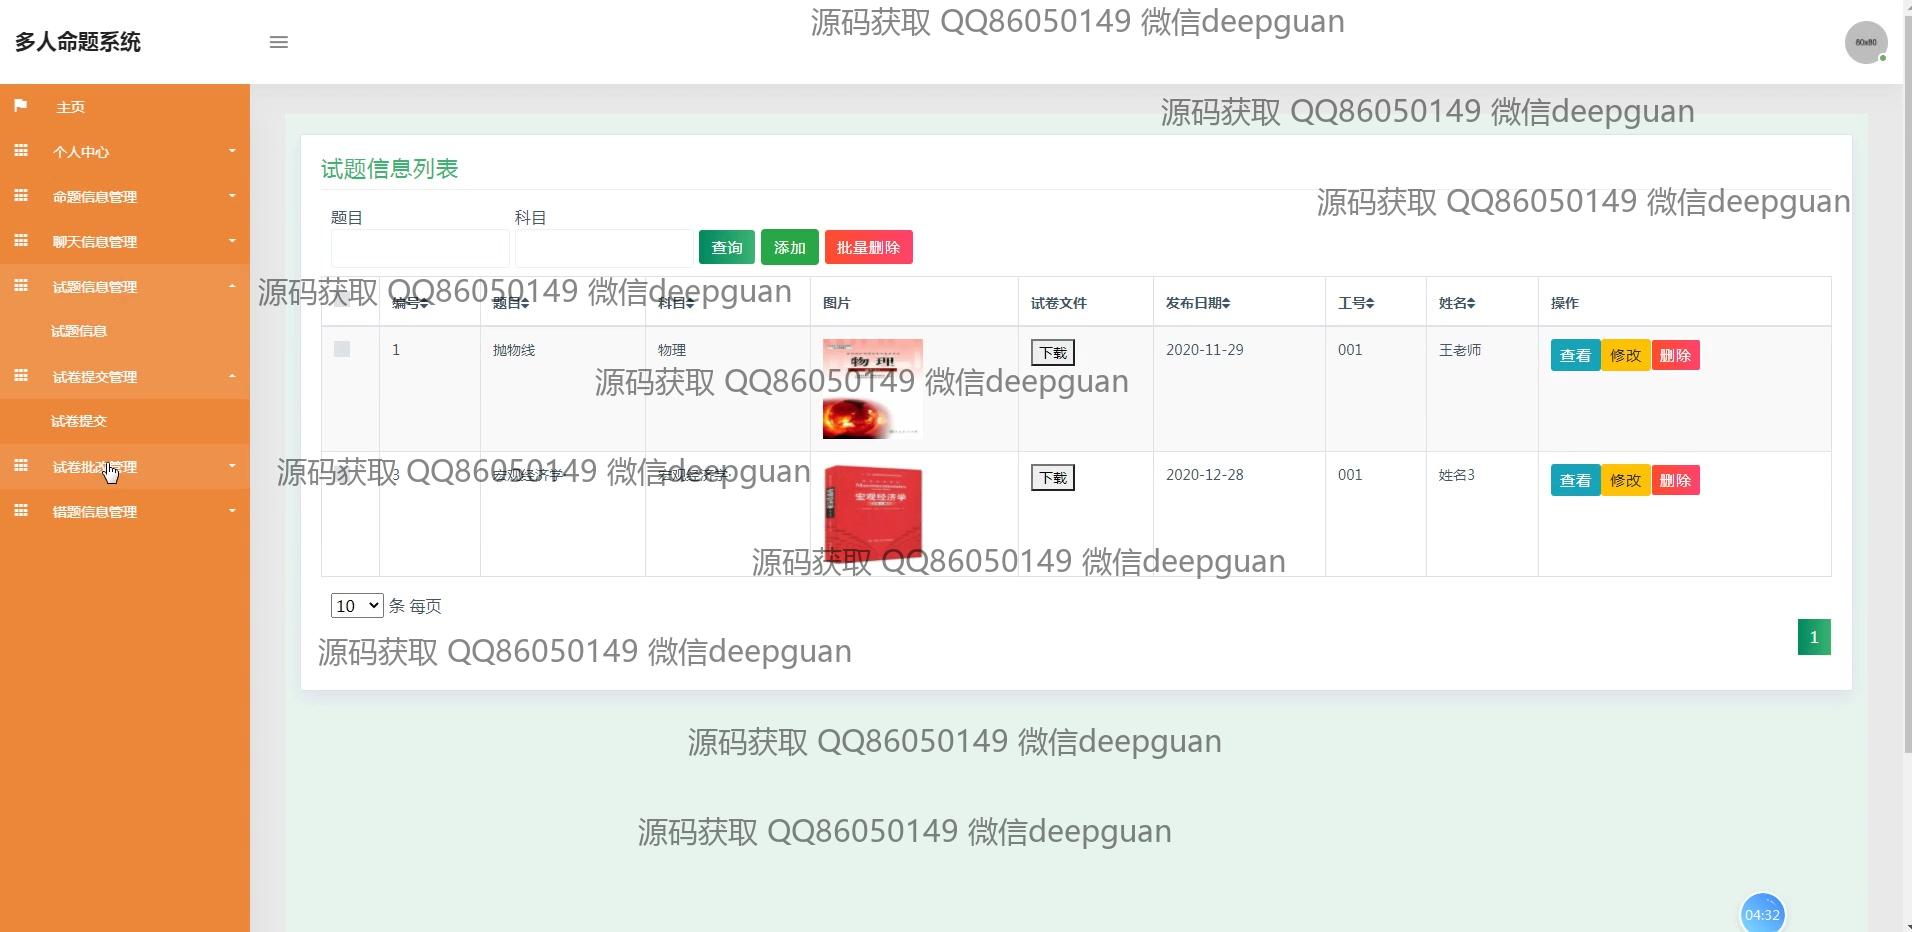 源码获取 QQ86050149 微信deepguan
多人命题系统
60x60
主页
源码获取 QQ86050149 微信deepguan
个人中心
试题信息列表
命题信息管理
源码获取 QQ86050149 微信deepguan
题目 科目
聊天信息管理
查询 添加 批量删除
试题信息管理
源码获取 QQ86050149 微信deepguan
编号 题目 科目 图片 试卷文件 发布日期 工号 姓名 操作
试题信息
1 抛物线 物理 物理 下载 2020-11-29 001 王老师 查看 修改 删除
试卷提交管理
源码获取 QQ86050149 微信deepguan
试卷提交
试卷批改管理
源码获取 QQ86050149 微信deepguan
3 宏观经济学 宏观经济学 宏观经济学 下载 2020-12-28 001 姓名3 查看 修改 删除
错题信息管理
源码获取 QQ86050149 微信deepguan
10 条 每页
1
源码获取 QQ86050149 微信deepguan
源码获取 QQ86050149 微信deepguan
源码获取 QQ86050149 微信deepguan
04:32